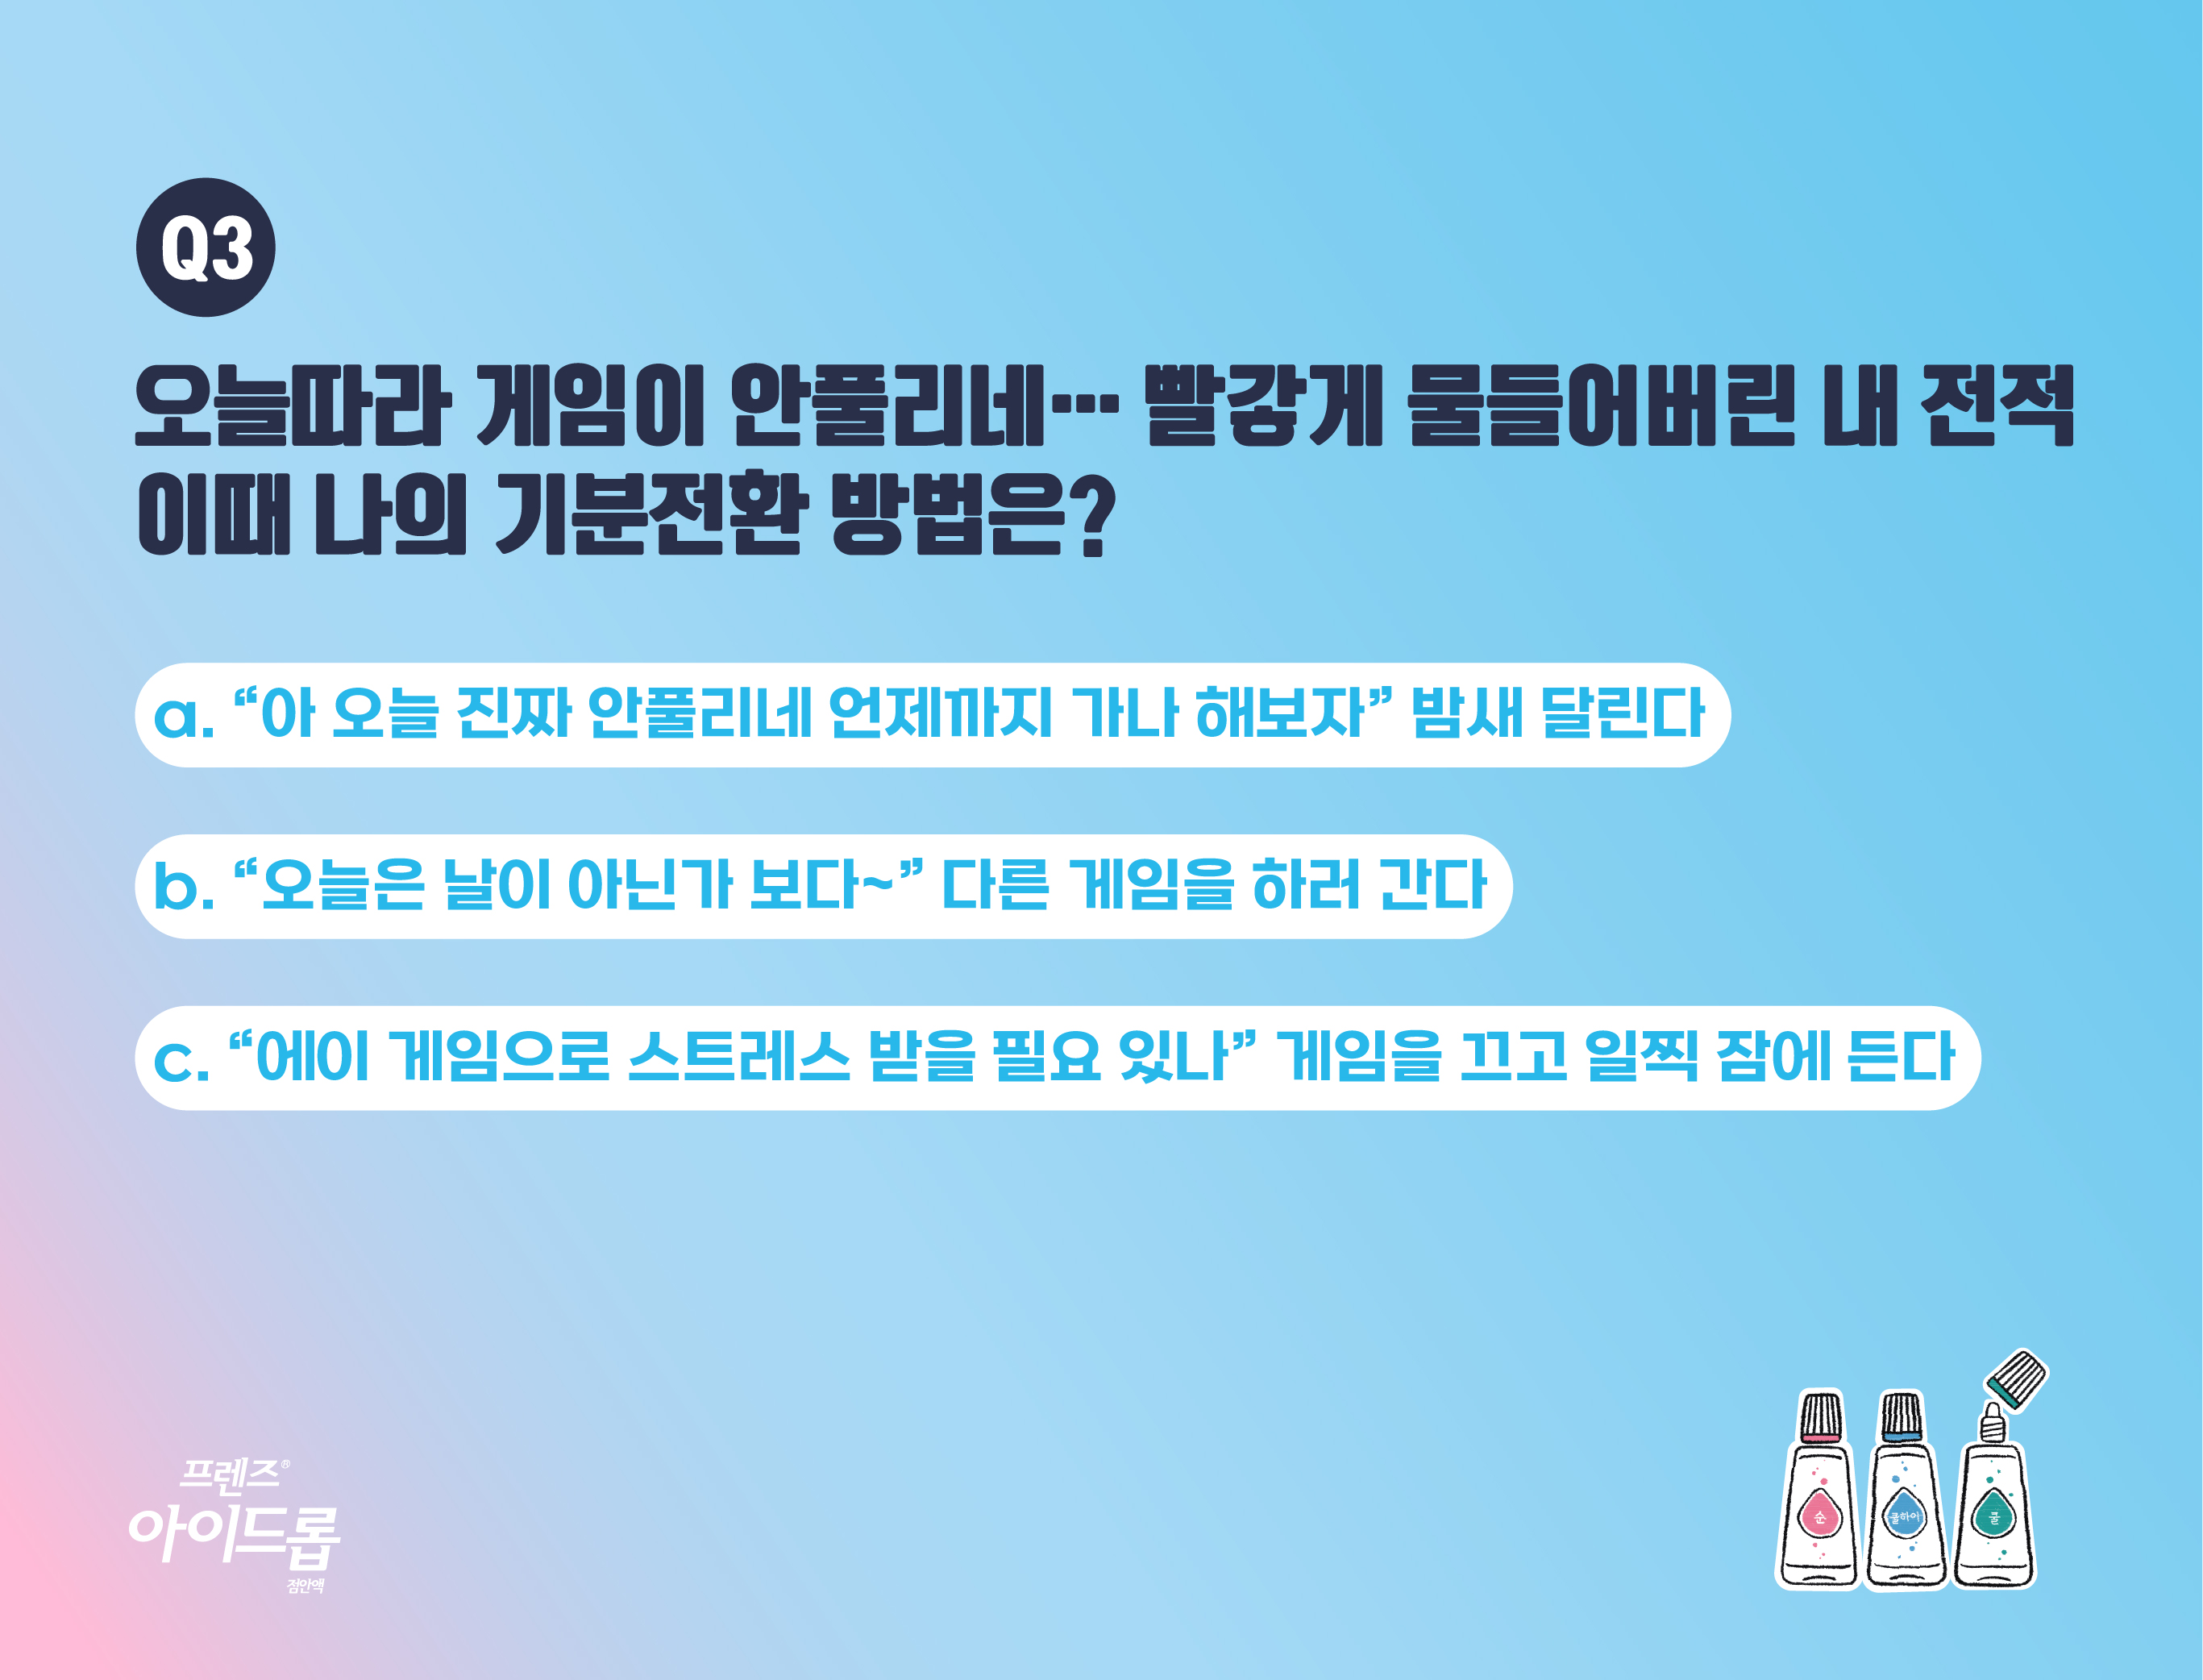 Q3
오늘따라 게임이 안풀리네… 빨갛게 물들어버린 내 전적
이때 나의 기분전환 방법은?
a. “아 오늘 진짜 안풀리네 언제까지 가나 해보자” 밤새 달린다
b. “오늘은 날이 아닌가 보다~” 다른 게임을 하러 간다
c. “에이 게임으로 스트레스 받을 필요 있나” 게임을 끄고 일찍 잠에 든다
프렌즈®
아이드롭
점안액
순 쿨하이 쿨